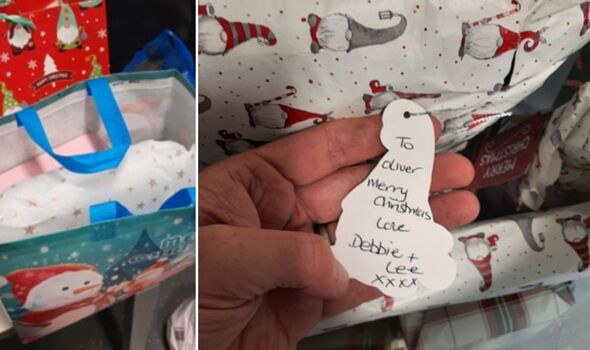 To
Oliver
Merry
Christmas
Love
Debbie +
Lee
xxxx
MERRY
CHRISTMAS